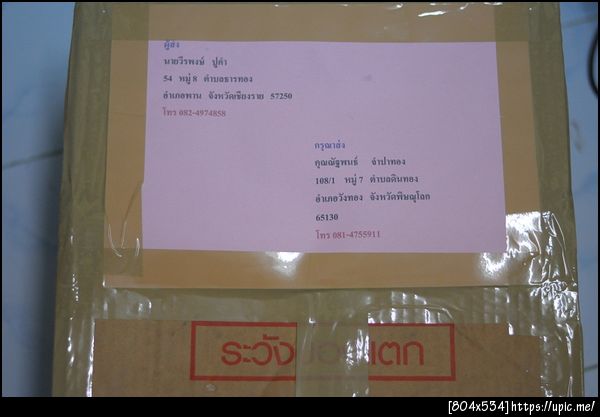 ผู้ส่ง
นายวีรพงษ์ ปูคำ
54 หมู่ 8 ตำบลธารทอง
อำเภอพาน จังหวัดเชียงราย 57250
โทร 082-4974858
กรุณาส่ง
คุณณัฐพนธ์ จำปาทอง
108/1 หมู่ 7 ตำบลดินทอง
อำเภอวังทอง จังหวัดพิษณุโลก
65130
โทร 081-4755911
ระวังของแตก
[804x534]https://upic.me/